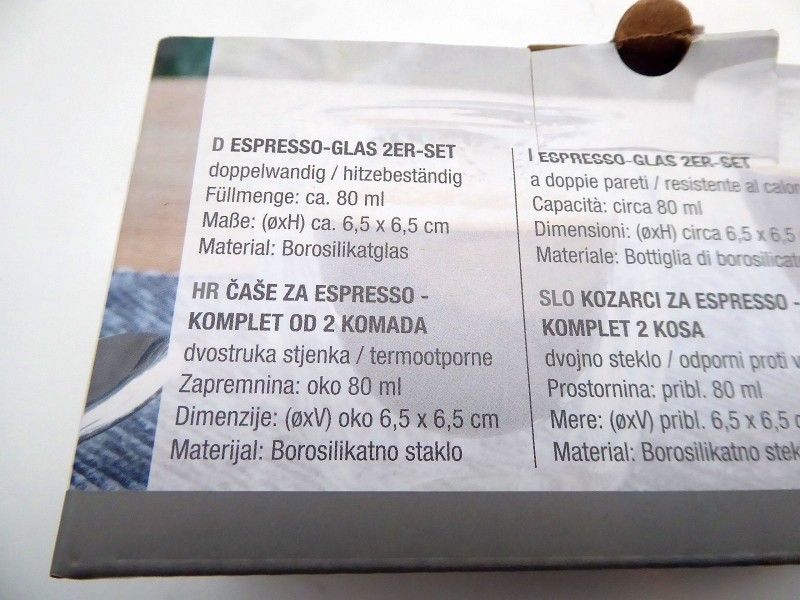 D ESPRESSO-GLAS 2ER-SET
doppelwandig / hitzebeständig
Füllmenge: ca. 80 ml
Maße: (øxH) ca. 6,5 x 6,5 cm
Material: Borosilikatglas
HR ČAŠE ZA ESPRESSO -
KOMPLET OD 2 KOMADA
dvostruka stjenka / termootporne
Zapremnina: oko 80 ml
Dimenzije: (øxV) oko 6,5 x 6,5 cm
Materijal: Borosilikatno staklo
I ESPRESSO-GLAS 2ER-SET
a doppie pareti / resistente al
Capacità: circa 80 ml
Dimensioni: (øxH) circa 6,5 x 6,5
Materiale: Bottiglia di
SLO KOZARCI ZA ESPRESSO -
KOMPLET 2 KOSA
dvojno steklo / odporni proti
Prostornina: pribl. 80 ml
Mere: (øxV) pribl. 6,5 x 6,5
Material: Borosilikatno